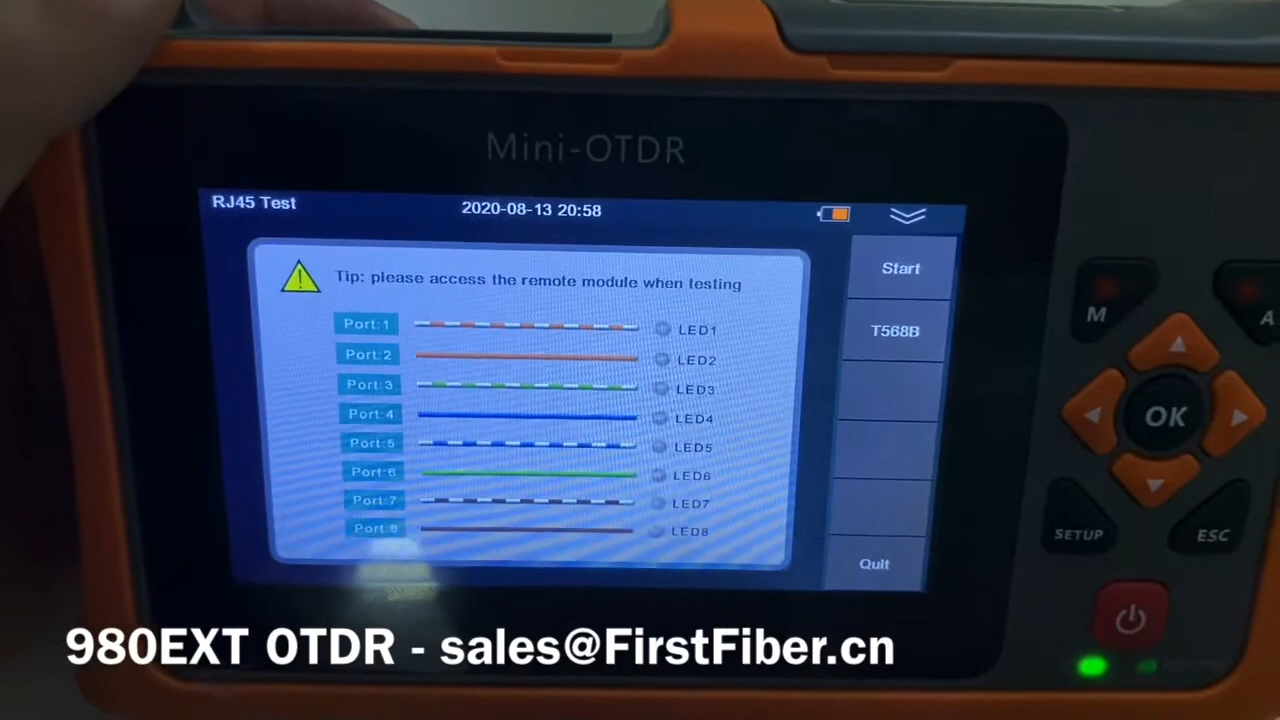 Mini-OTDR
RJ45 Test
2020-08-13 20:58
Tip: please access the remote module when testing
Port:1
LED1
Port:2
LED2
Port:3
LED3
Port:4
LED4
Port:5
LED5
Port:6
LED6
Port:7
LED7
Port:8
LED8
Start
T568B
Quit
M
A
OK
SETUP
ESC
980EXT OTDR - sales@FirstFiber.cn